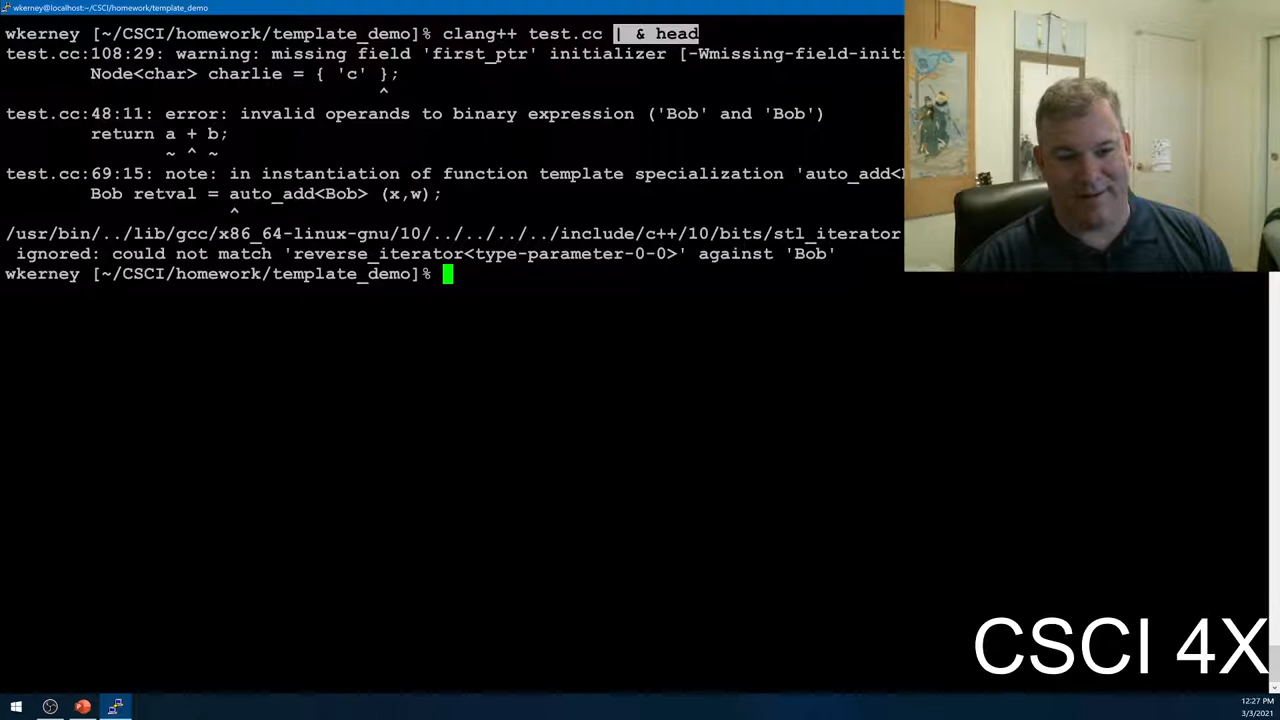 wkerney@localhost:~/CSCI/homework/template_demo
wkerney [~/CSCI/homework/template_demo]% clang++ test.cc | & head
test.cc:108:29: warning: missing field 'first_ptr' initializer [-Wmissing-field-init
Node<char> charlie = { 'c' };
^
test.cc:48:11: error: invalid operands to binary expression ('Bob' and 'Bob')
return a + b;
~ ^ ~
test.cc:69:15: note: in instantiation of function template specialization 'auto_add<B
Bob retval = auto_add<Bob> (x,w);
^
/usr/bin/../lib/gcc/x86_64-linux-gnu/10/../../../../include/c++/10/bits/stl_iterator
ignored: could not match 'reverse_iterator<type-parameter-0-0>' against 'Bob'
wkerney [~/CSCI/homework/template_demo]%
CSCI 4X
12:27 PM
3/3/2021